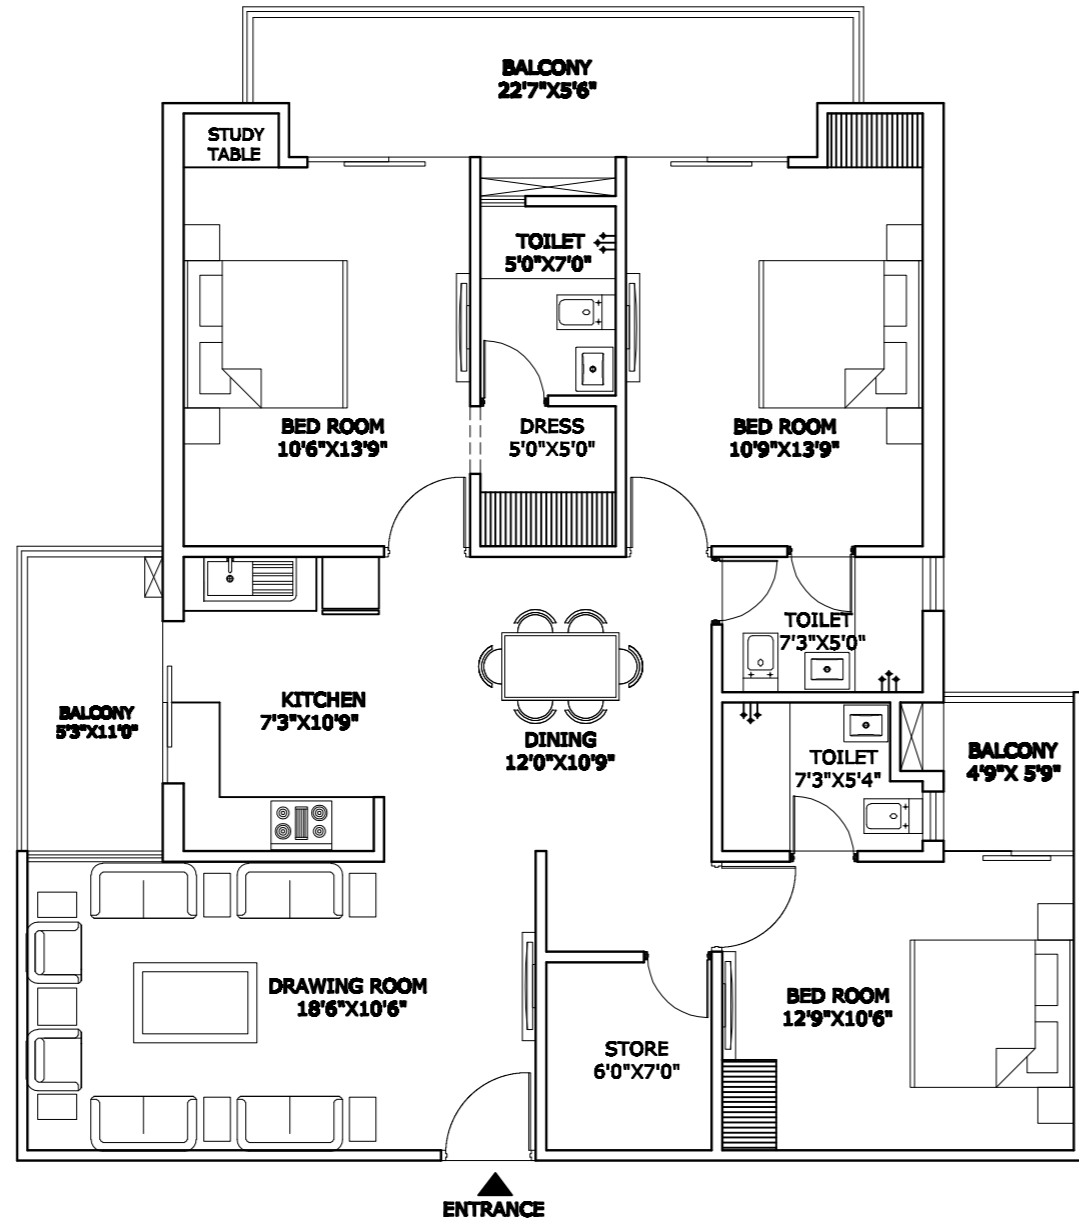 BALCONY
22'7"X5'6"
STUDY
TABLE
TOILET
5'0"X7'0"
BED ROOM
10'6"X13'9"
DRESS
5'0"X5'0"
BED ROOM
10'9"X13'9"
TOILET
7'3"X5'0"
BALCONY
5'3"X11'0"
KITCHEN
7'3"X10'9"
DINING
12'0"X10'9"
TOILET
7'3"X5'4"
BALCONY
4'9"X 5'9"
DRAWING ROOM
18'6"X10'6"
BED ROOM
12'9"X10'6"
STORE
6'0"X7'0"
ENTRANCE